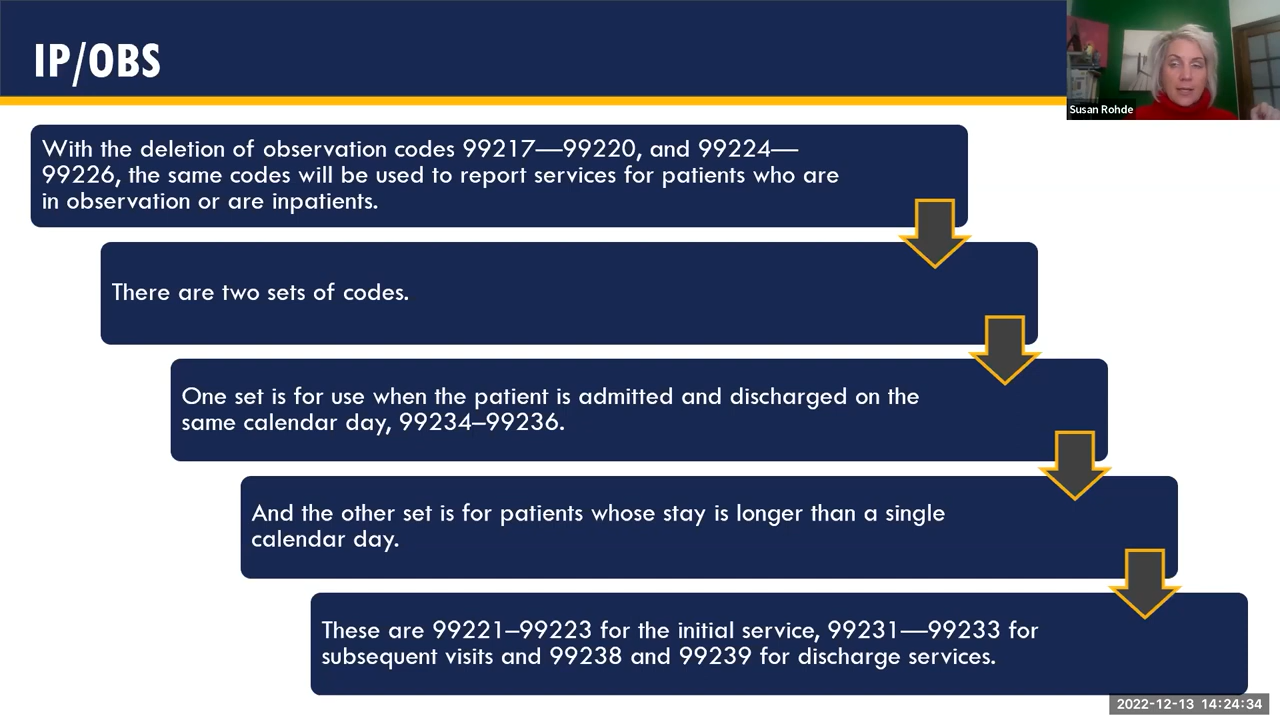 IP/OBS
Susan Rohde
With the deletion of observation codes 99217—99220, and 99224—
99226, the same codes will be used to report services for patients who are
in observation or are inpatients.
There are two sets of codes.
One set is for use when the patient is admitted and discharged on the
same calendar day, 99234–99236.
And the other set is for patients whose stay is longer than a single
calendar day.
These are 99221–99223 for the initial service, 99231—99233 for
subsequent visits and 99238 and 99239 for discharge services.
2022-12-13 14:24:34